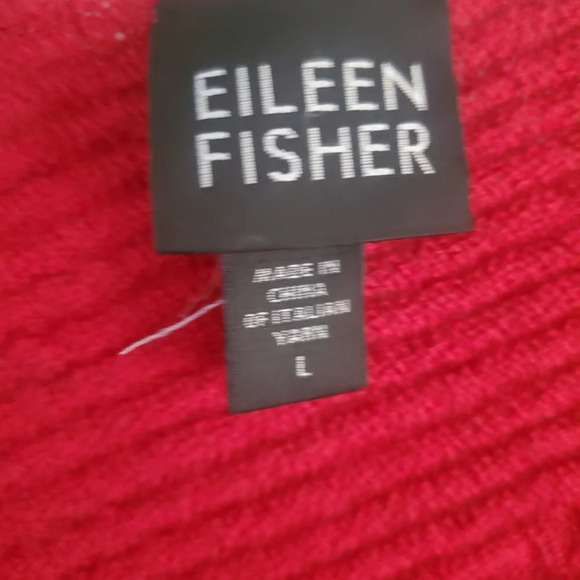 EILEEN
FISHER
MADE IN
CHINA
OF ITALIAN
YARN
L